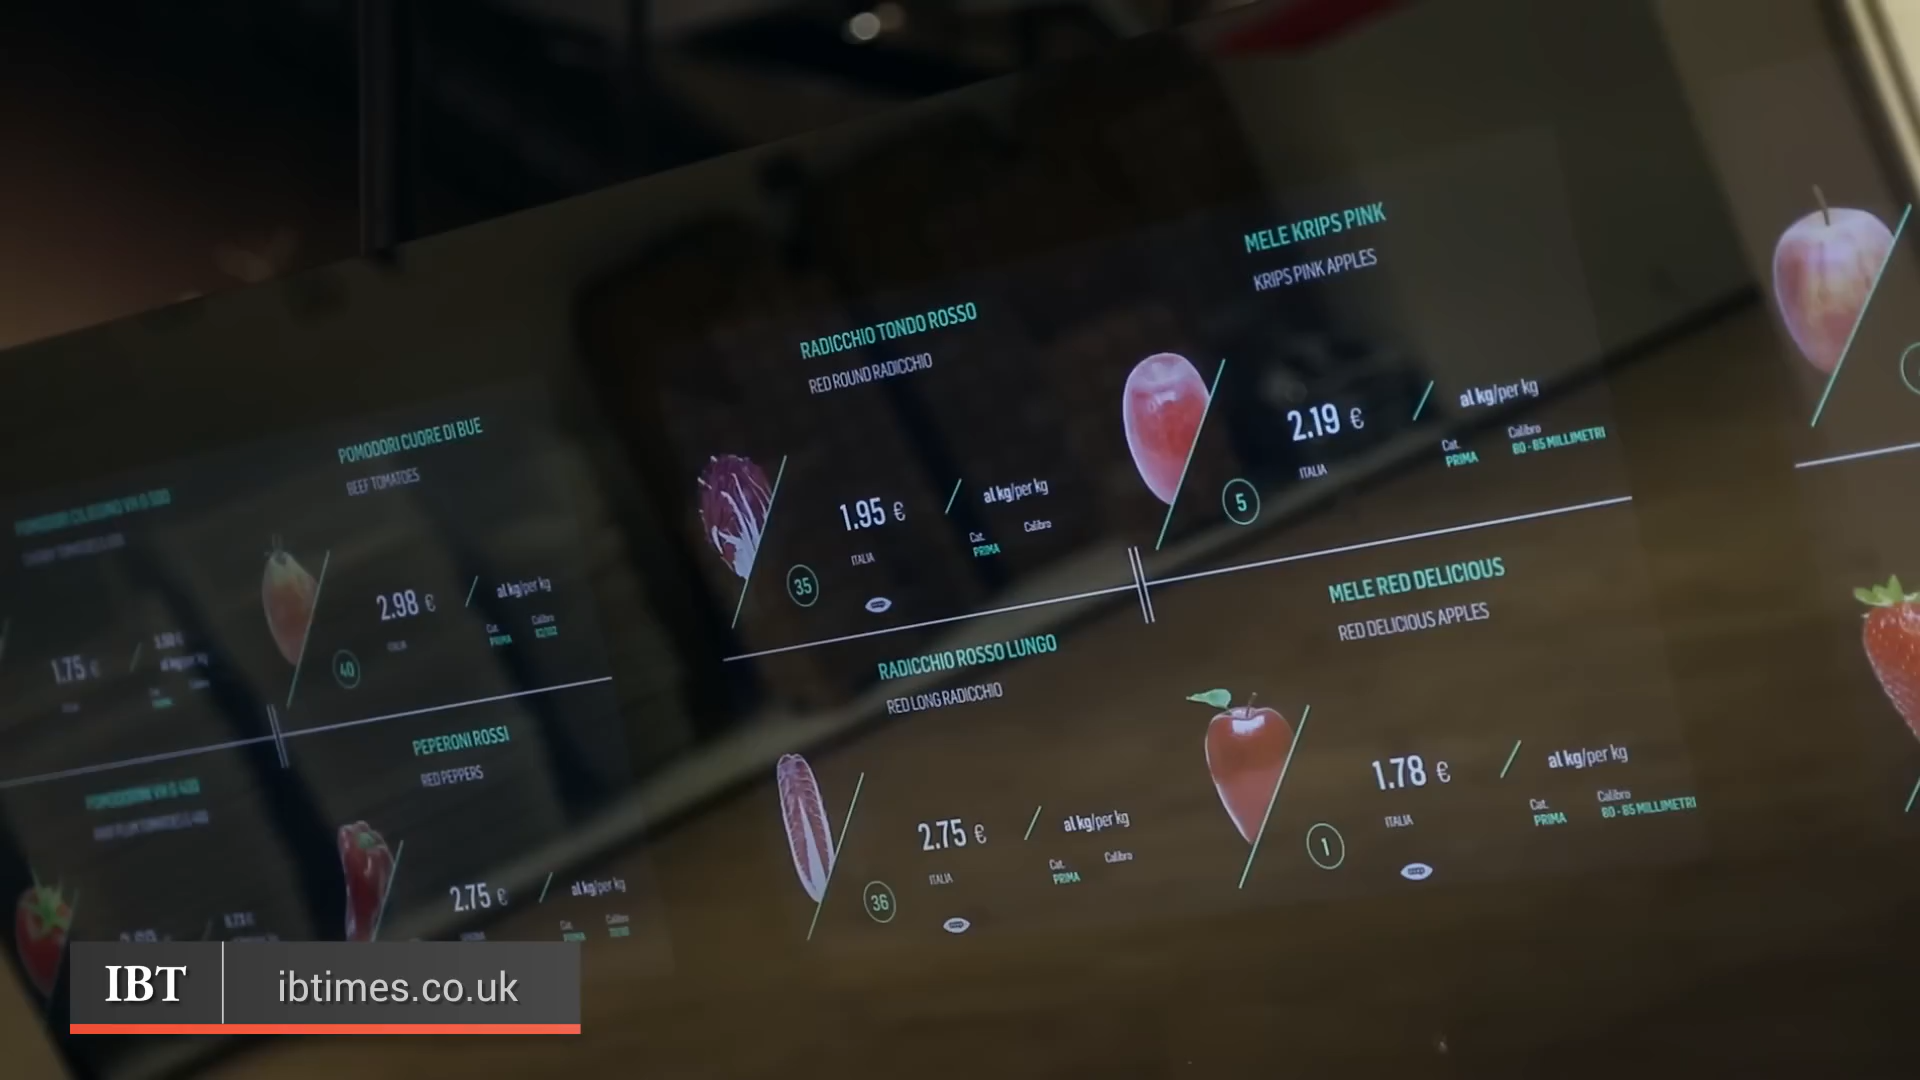 MELE KRIPS PINK
KRIPS PINK APPLES
2.19 €
al kg/per kg
ITALIA
Cat.
PRIMA
Calibro
80 - 85 MILLIMETRI
5
RADICCHIO TONDO ROSSO
RED ROUND RADICCHIO
1.95 €
al kg/per kg
ITALIA
Cat.
PRIMA
Calibro
35
coop
POMODORI CUORE DI BUE
BEEF TOMATOES
2.98 €
al kg/per kg
ITALIA
Cat.
PRIMA
Calibro
40
1.75 €
MELE RED DELICIOUS
RED DELICIOUS APPLES
1.78 €
al kg/per kg
ITALIA
Cat.
PRIMA
Calibro
80 - 85 MILLIMETRI
1
coop
RADICCHIO ROSSO LUNGO
RED LONG RADICCHIO
2.75 €
al kg/per kg
ITALIA
Cat.
PRIMA
Calibro
36
PEPERONI ROSSI
RED PEPPERS
2.75 €
al kg/per kg
IBT
ibtimes.co.uk